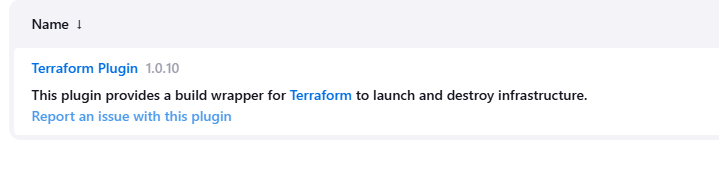 Name ↓
Terraform Plugin 1.0.10
This plugin provides a build wrapper for Terraform to launch and destroy infrastructure.
Report an issue with this plugin